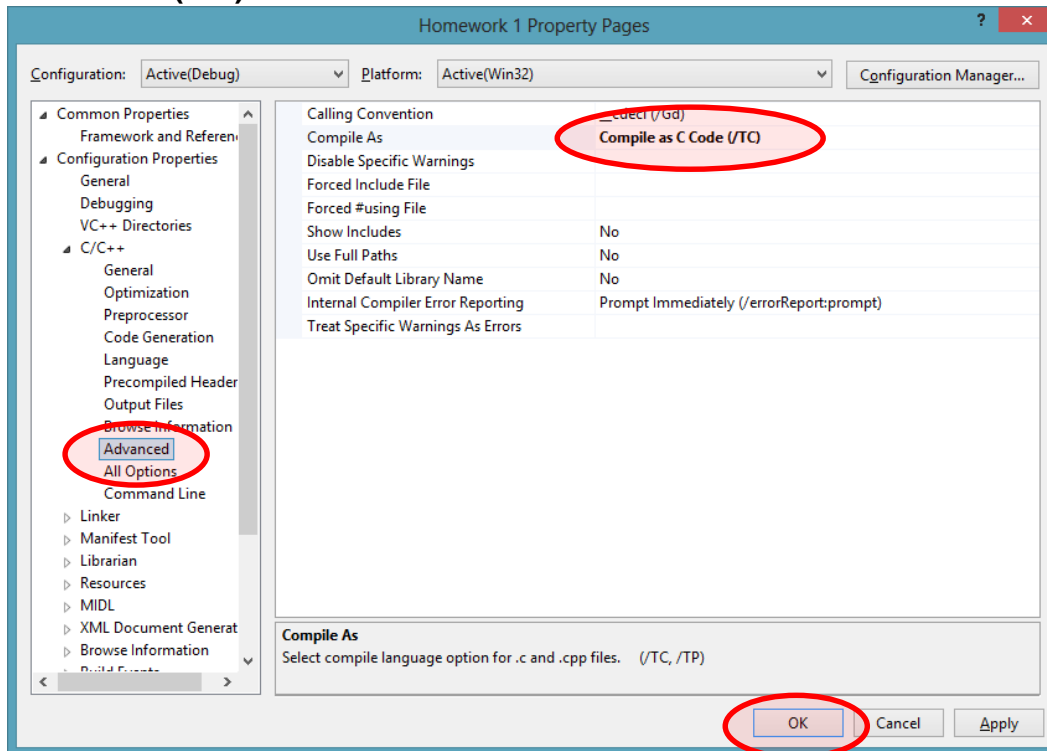 Homework 1 Property Pages ? ×
Configuration: Active(Debug) Platform: Active(Win32) Configuration Manager...
Common Properties
Framework and Referen
Configuration Properties
General
Debugging
VC++ Directories
C/C++
General
Optimization
Preprocessor
Code Generation
Language
Precompiled Header
Output Files
Browse Information
Advanced
All Options
Command Line
Linker
Manifest Tool
Librarian
Resources
MIDL
XML Document Generat
Browse Information
Build Events
Calling Convention __cdecl (/Gd)
Compile As Compile as C Code (/TC)
Disable Specific Warnings
Forced Include File
Forced #using File
Show Includes No
Use Full Paths No
Omit Default Library Name No
Internal Compiler Error Reporting Prompt Immediately (/errorReport:prompt)
Treat Specific Warnings As Errors
Compile As
Select compile language option for .c and .cpp files. (/TC, /TP)
OK Cancel Apply